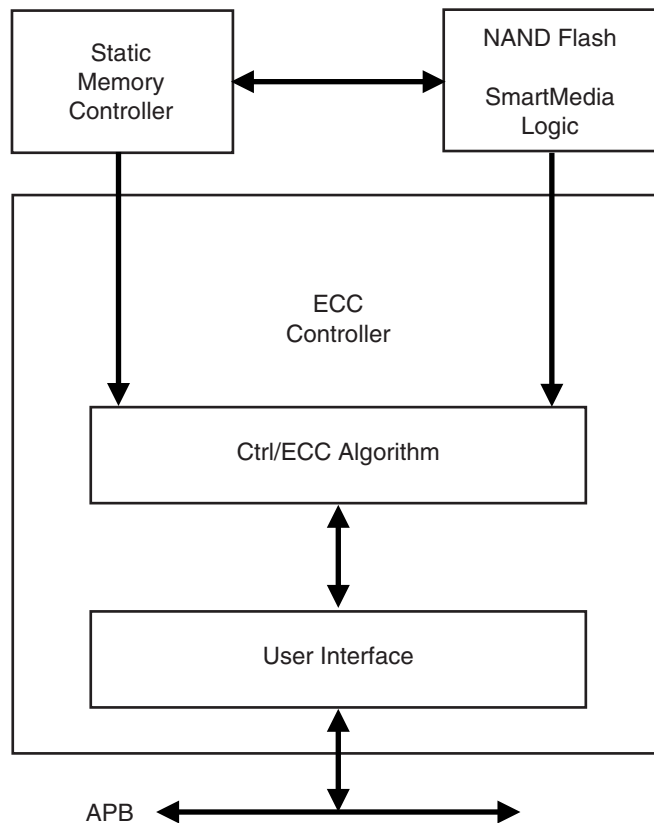 Static
Memory
Controller
NAND Flash
SmartMedia
Logic
ECC
Controller
Ctrl/ECC Algorithm
User Interface
APB